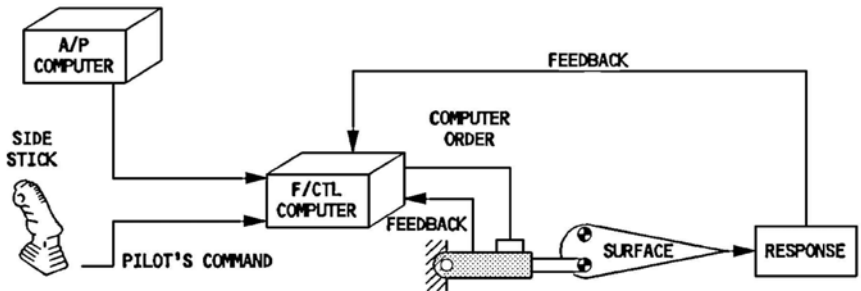 A/P
COMPUTER
FEEDBACK
COMPUTER
ORDER
SIDE
STICK
F/CTL
COMPUTER
FEEDBACK
PILOT'S COMMAND
SURFACE
RESPONSE